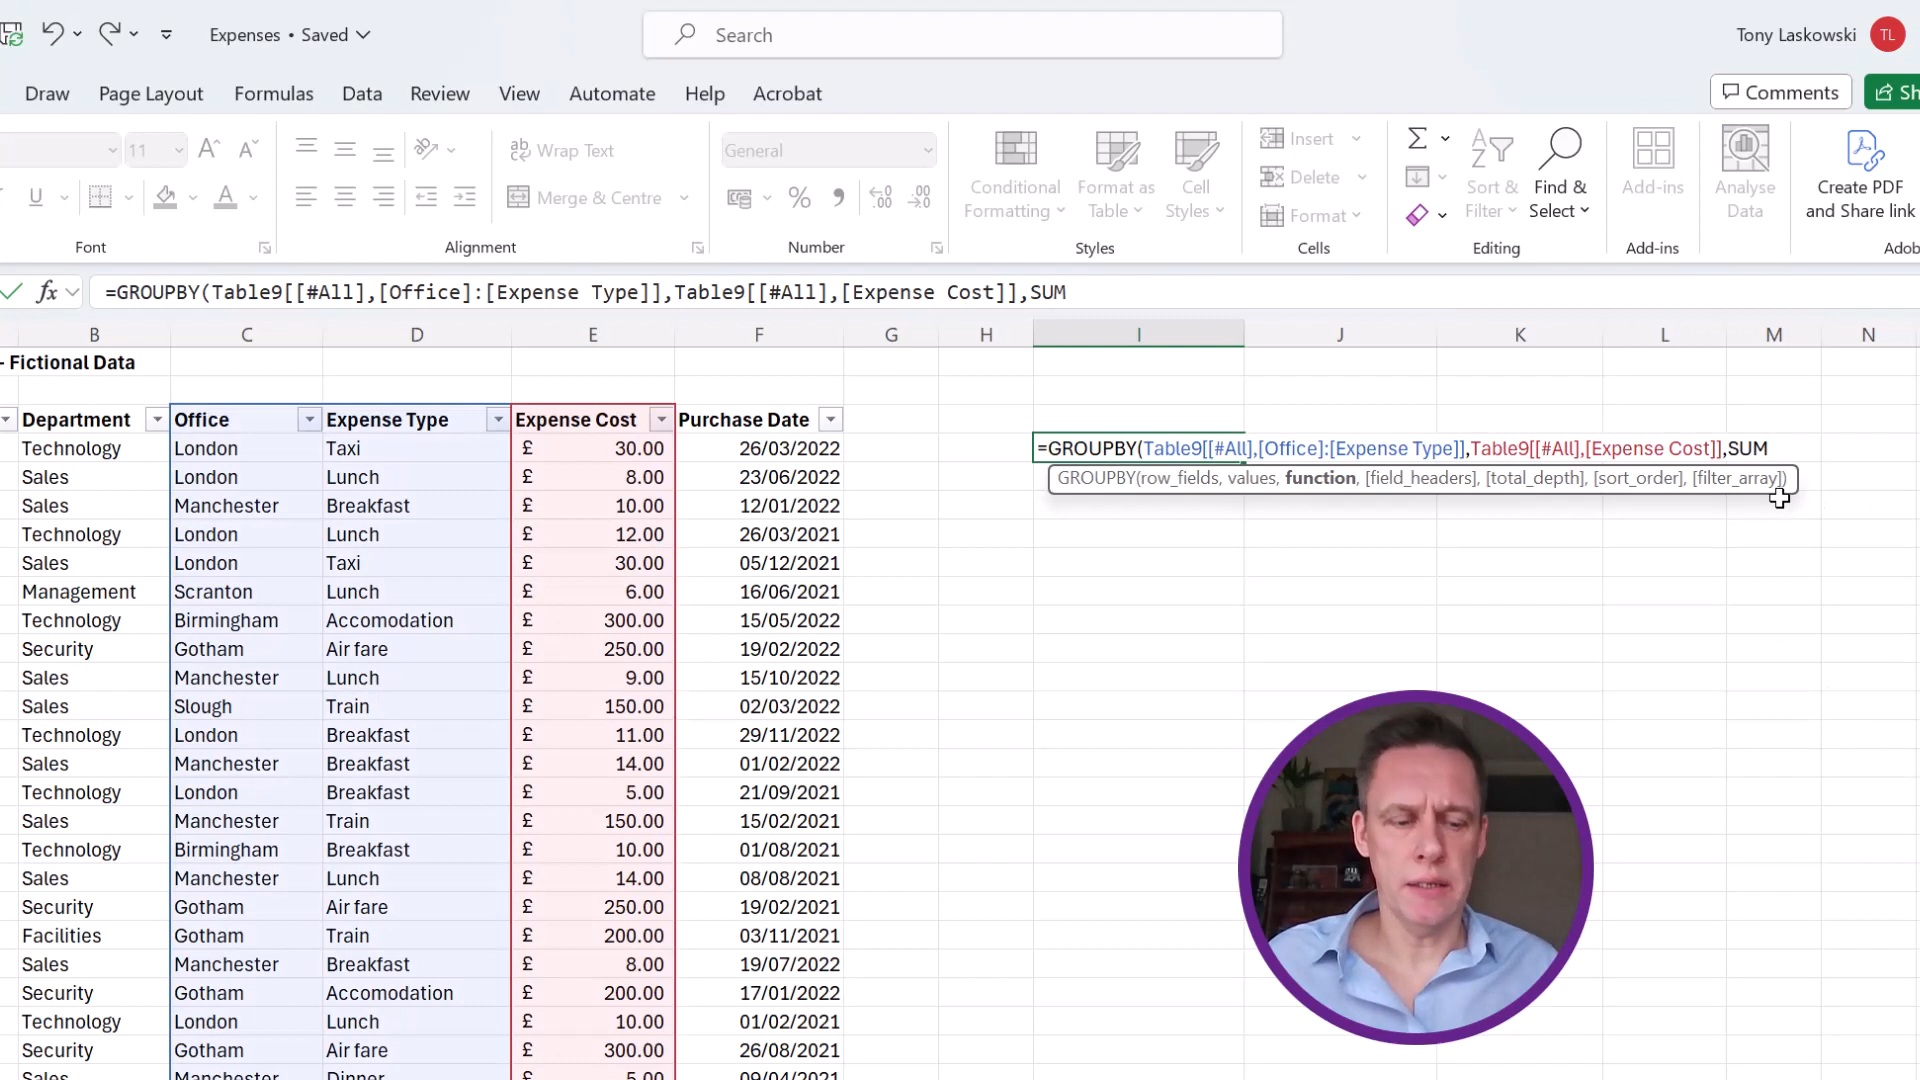 Expenses • Saved
Search
Tony Laskowski
TL
Draw
Page Layout
Formulas
Data
Review
View
Automate
Help
Acrobat
Comments
Sh
11
Wrap Text
General
Conditional
Formatting
Format as
Table
Cell
Styles
Insert
Sort &
Filter
Find &
Select
Add-ins
Analyse
Data
Create PDF
and Share link
U
Merge & Centre
Delete
Format
Font
Alignment
Number
Styles
Cells
Editing
Add-ins
Adob
fx
=GROUPBY(Table9[[#All],[Office]:[Expense Type]],Table9[[#All],[Expense Cost]],SUM
B C D E F G H I J K L M N
- Fictional Data
Department Office Expense Type Expense Cost Purchase Date
Technology London Taxi £ 30.00 26/03/2022 =GROUPBY(Table9[[#All],[Office]:[Expense Type]],Table9[[#All],[Expense Cost]],SUM
Sales London Lunch £ 8.00 23/06/2022 GROUPBY(row_fields, values, function, [field_headers], [total_depth], [sort_order], [filter_array])
Sales Manchester Breakfast £ 10.00 12/01/2022
Technology London Lunch £ 12.00 26/03/2021
Sales London Taxi £ 30.00 05/12/2021
Management Scranton Lunch £ 6.00 16/06/2021
Technology Birmingham Accomodation £ 300.00 15/05/2022
Security Gotham Air fare £ 250.00 19/02/2022
Sales Manchester Lunch £ 9.00 15/10/2022
Sales Slough Train £ 150.00 02/03/2022
Technology London Breakfast £ 11.00 29/11/2022
Sales Manchester Breakfast £ 14.00 01/02/2022
Technology London Breakfast £ 5.00 21/09/2021
Sales Manchester Train £ 150.00 15/02/2021
Technology Birmingham Breakfast £ 10.00 01/08/2021
Sales Manchester Lunch £ 14.00 08/08/2021
Security Gotham Air fare £ 250.00 19/02/2021
Facilities Gotham Train £ 200.00 03/11/2021
Sales Manchester Breakfast £ 8.00 19/07/2022
Security Gotham Accomodation £ 200.00 17/01/2022
Technology London Lunch £ 10.00 01/02/2021
Security Gotham Air fare £ 300.00 26/08/2021
Sales Manchester Dinner 5.00 09/04/2021